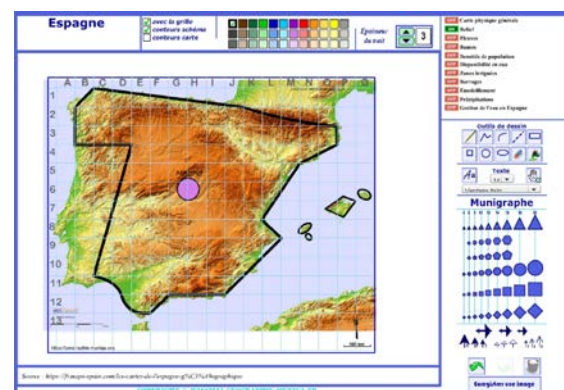 Espagne
avec la grille
contours schéma
contours carte
Epaisseur
du trait
3
Carte physique générale
Relief
Fleuves
Densités de population
Disponibilité en eau
Zones irriguées
Barrages
Ensoleillement
Précipitations
Gestion de l'eau en Espagne
Outils de dessin
Texte
Munigraphe
A B C D E F G H I J K L M N O P Q
1
2
3
4
5
6
7
8
9
10
11
12
13
Enregistrer une image